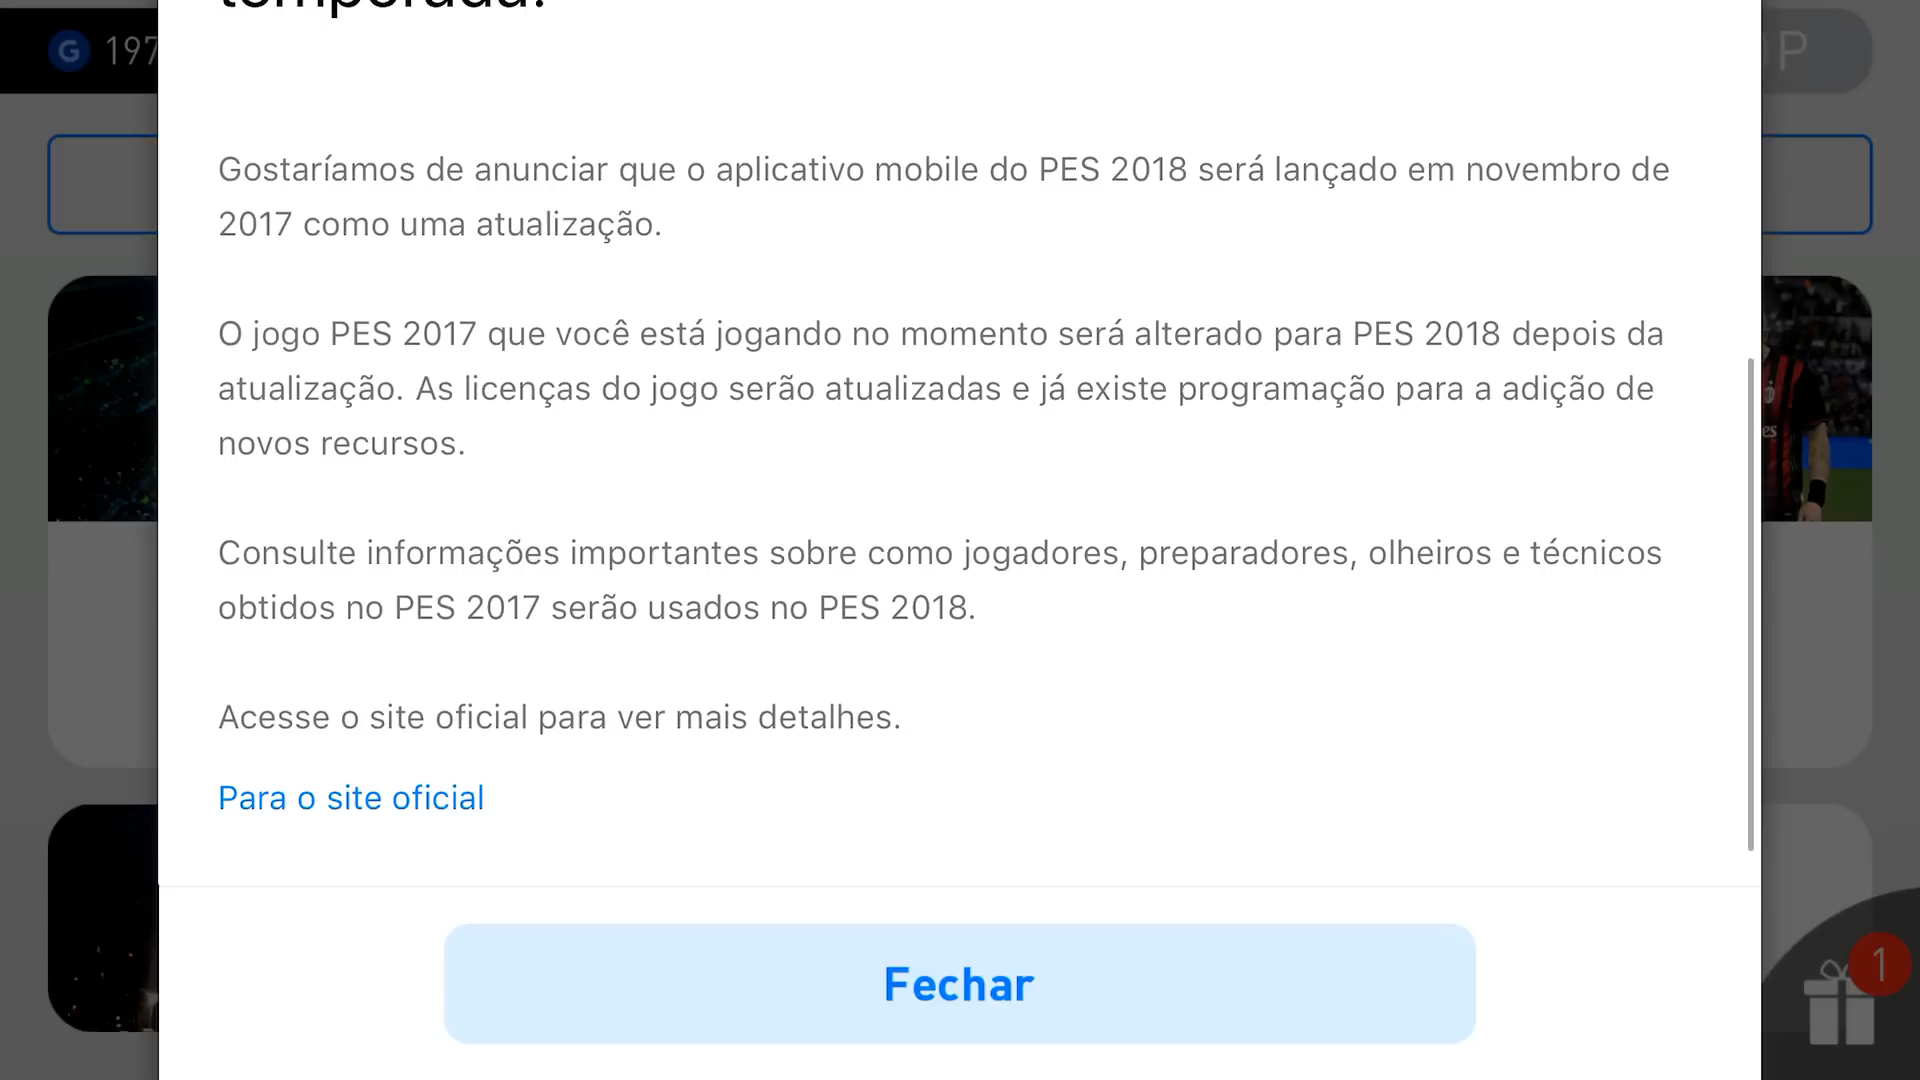 temporada!
G 197
P
Gostaríamos de anunciar que o aplicativo mobile do PES 2018 será lançado em novembro de
2017 como uma atualização.
O jogo PES 2017 que você está jogando no momento será alterado para PES 2018 depois da
atualização. As licenças do jogo serão atualizadas e já existe programação para a adição de
novos recursos.
Consulte informações importantes sobre como jogadores, preparadores, olheiros e técnicos
obtidos no PES 2017 serão usados no PES 2018.
Acesse o site oficial para ver mais detalhes.
Para o site oficial
Fechar
1